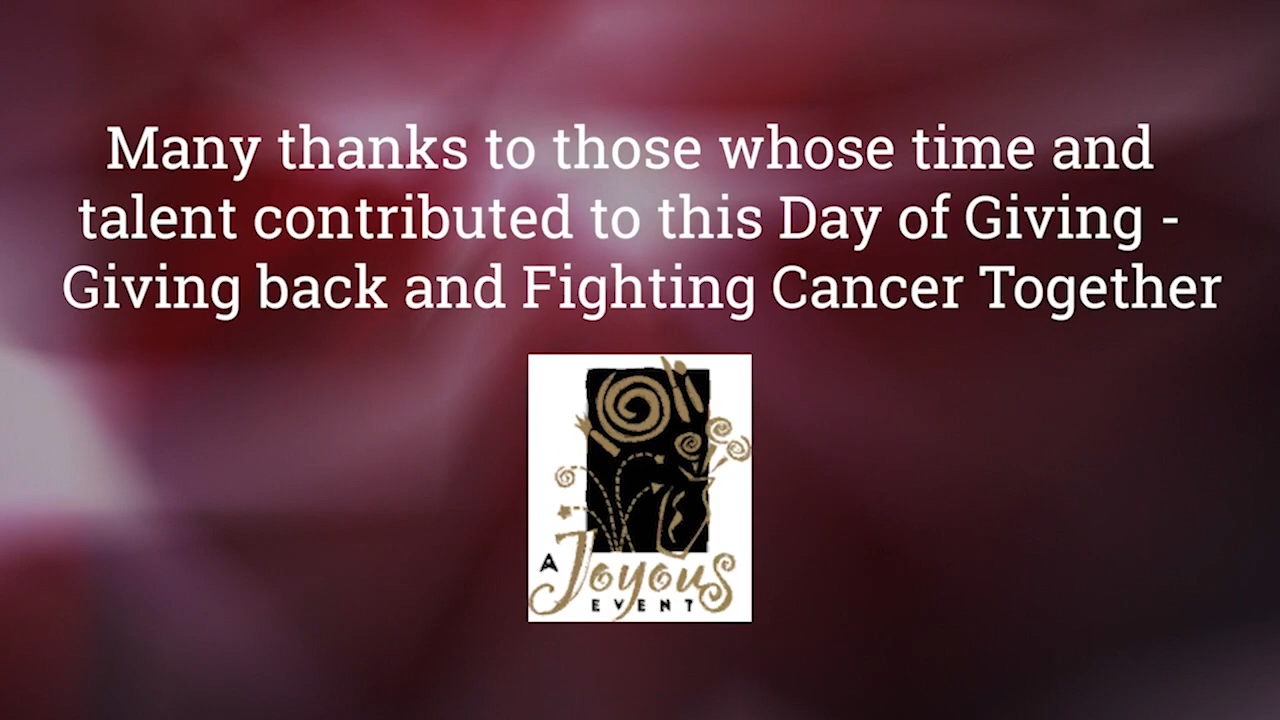 Many thanks to those whose time and
talent contributed to this Day of Giving -
Giving back and Fighting Cancer Together
A Joyous
EVENT